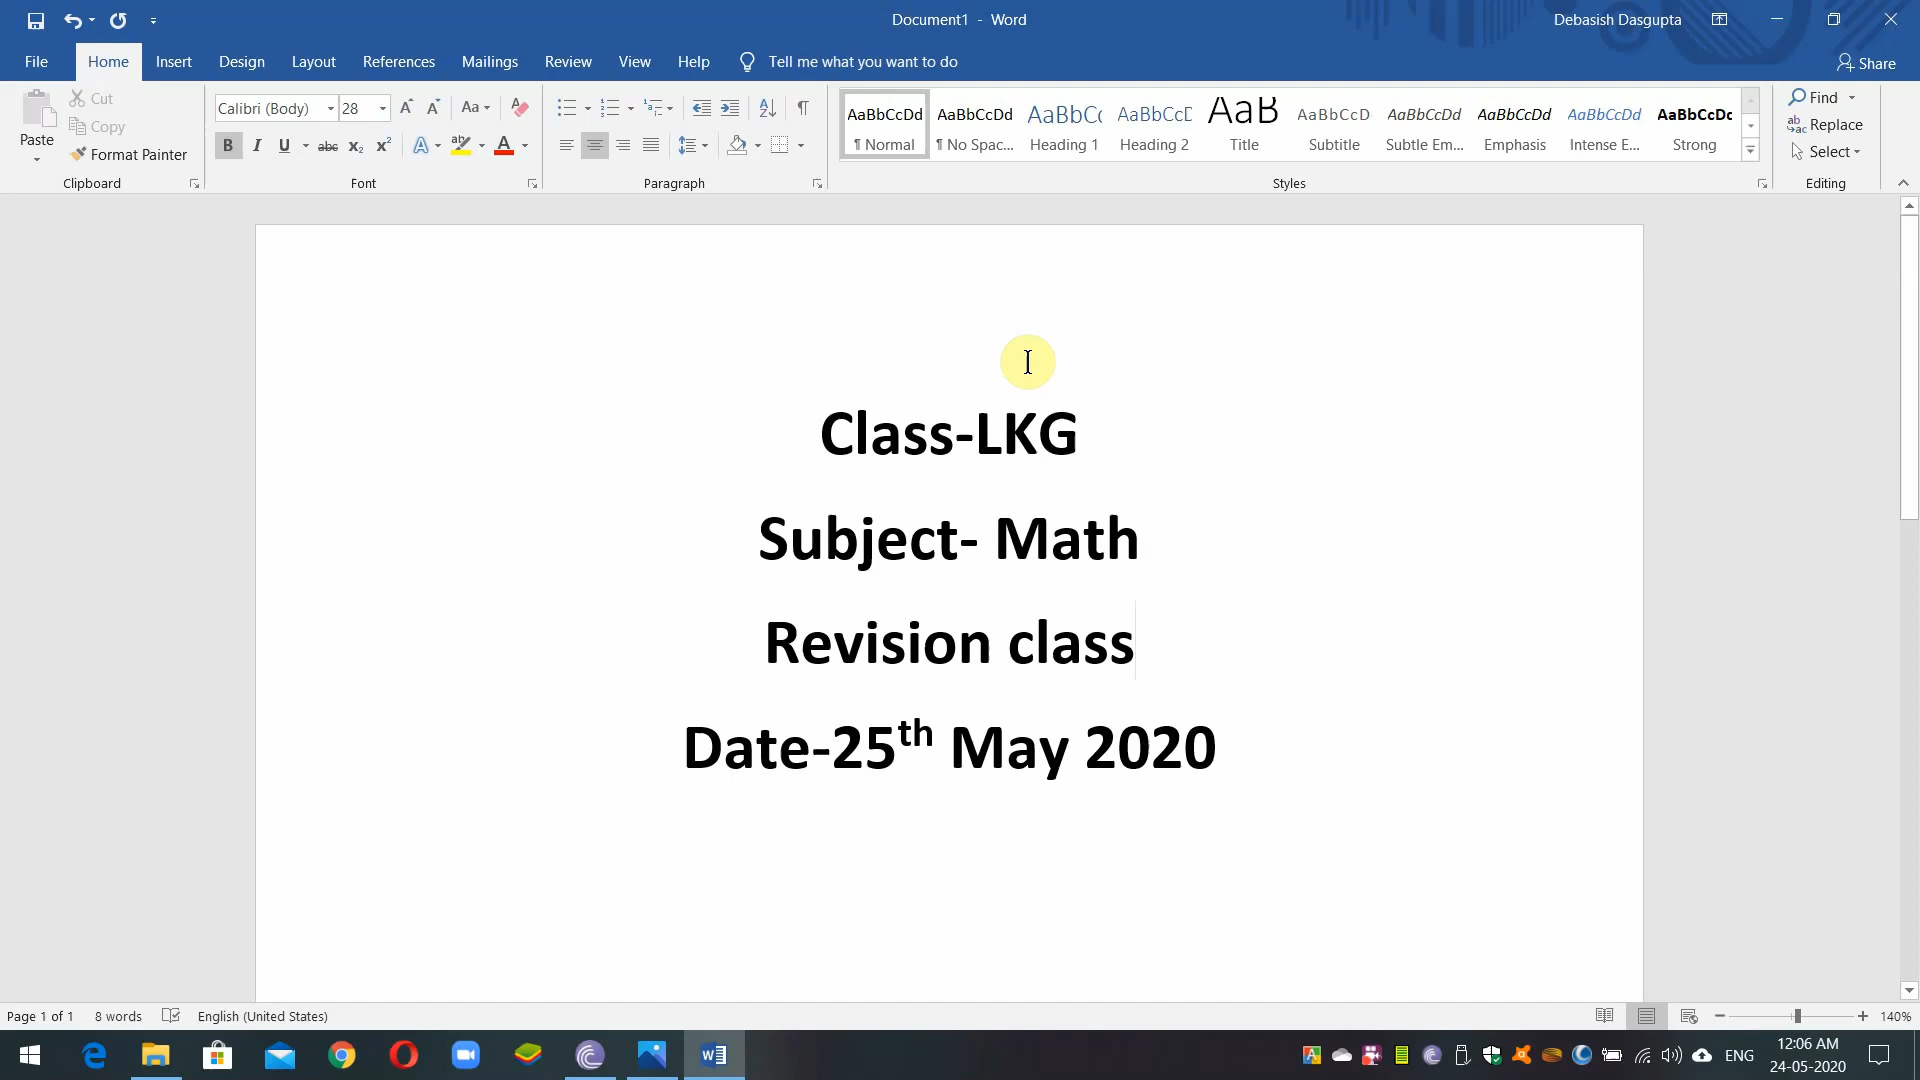 Document1 - Word
Debasish Dasgupta
File Home Insert Design Layout References Mailings Review View Help Tell me what you want to do
Share
Paste
Cut
Copy
Format Painter
Clipboard
Calibri (Body) 28
Font
Paragraph
AaBbCcDd AaBbCcDd AaBbCc AaBbCcD AaB AaBbCcD AaBbCcDd AaBbCcDd AaBbCcDd AaBbCcDc
¶ Normal ¶ No Spac... Heading 1 Heading 2 Title Subtitle Subtle Em... Emphasis Intense E... Strong
Styles
Find
Replace
Select
Editing
Class-LKG
Subject- Math
Revision class
Date-25th May 2020
Page 1 of 1 8 words English (United States)
140%
ENG
12:06 AM
24-05-2020